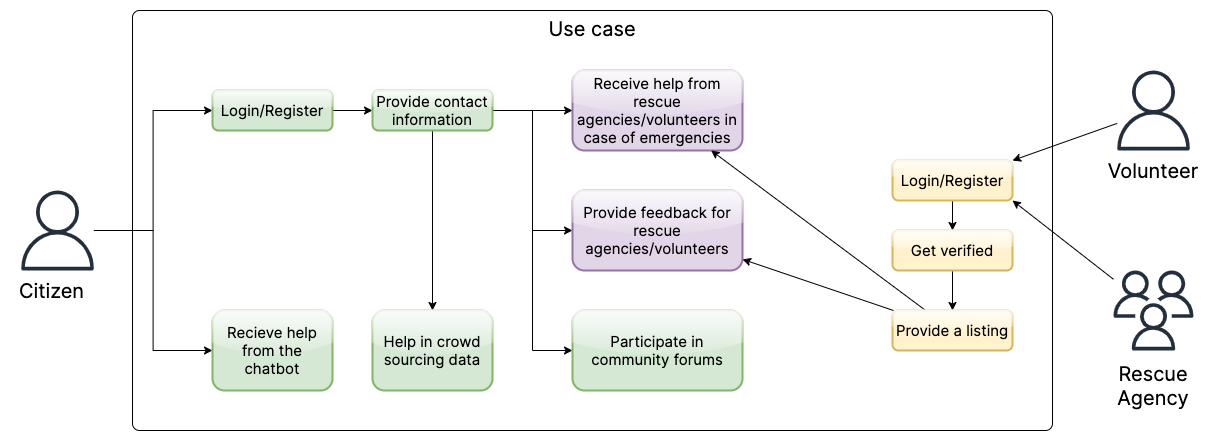 Use case
Login/Register
Provide contact
information
Receive help from
rescue
agencies/volunteers in
case of emergencies
Volunteer
Login/Register
Provide feedback for
rescue
agencies/volunteers
Get verified
Citizen
Recieve help
from the
chatbot
Help in crowd
sourcing data
Participate in
community forums
Provide a listing
Rescue
Agency